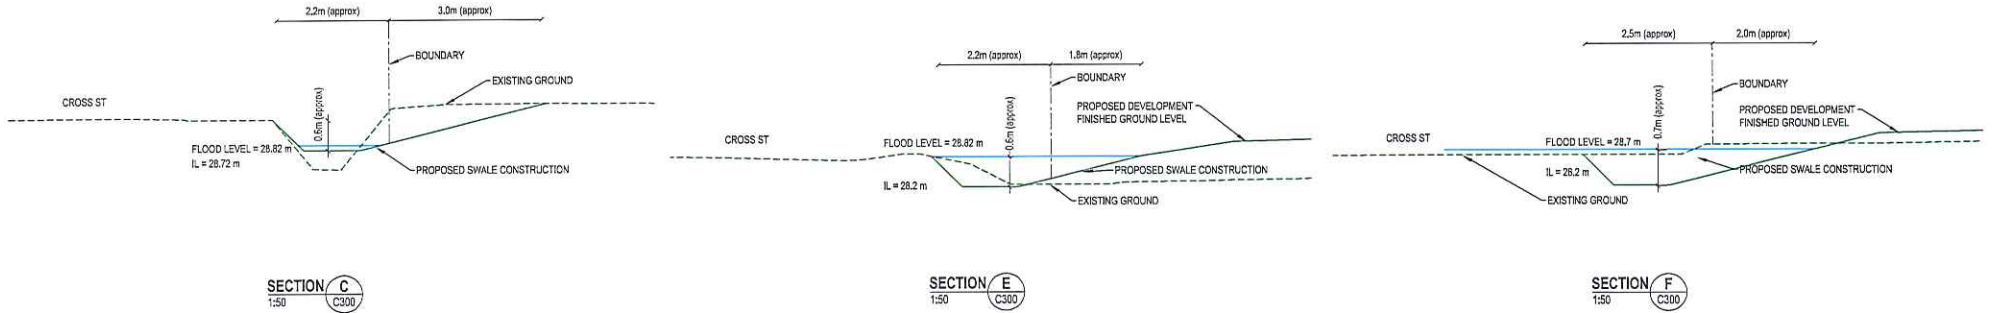 2.2m (approx)
3.0m (approx)
BOUNDARY
EXISTING GROUND
CROSS ST
0.6m (approx)
FLOOD LEVEL = 28.82 m
IL = 28.72 m
PROPOSED SWALE CONSTRUCTION
SECTION
C
1:50
C300
2.2m (approx)
1.8m (approx)
BOUNDARY
PROPOSED DEVELOPMENT
FINISHED GROUND LEVEL
0.6m (approx)
CROSS ST
FLOOD LEVEL = 28.82 m
IL = 28.2 m
PROPOSED SWALE CONSTRUCTION
EXISTING GROUND
SECTION
E
1:50
C300
2.5m (approx)
2.0m (approx)
BOUNDARY
0.7m (approx)
PROPOSED DEVELOPMENT
FINISHED GROUND LEVEL
CROSS ST
FLOOD LEVEL = 28.7 m
IL = 28.2 m
PROPOSED SWALE CONSTRUCTION
EXISTING GROUND
SECTION
F
1:50
C300